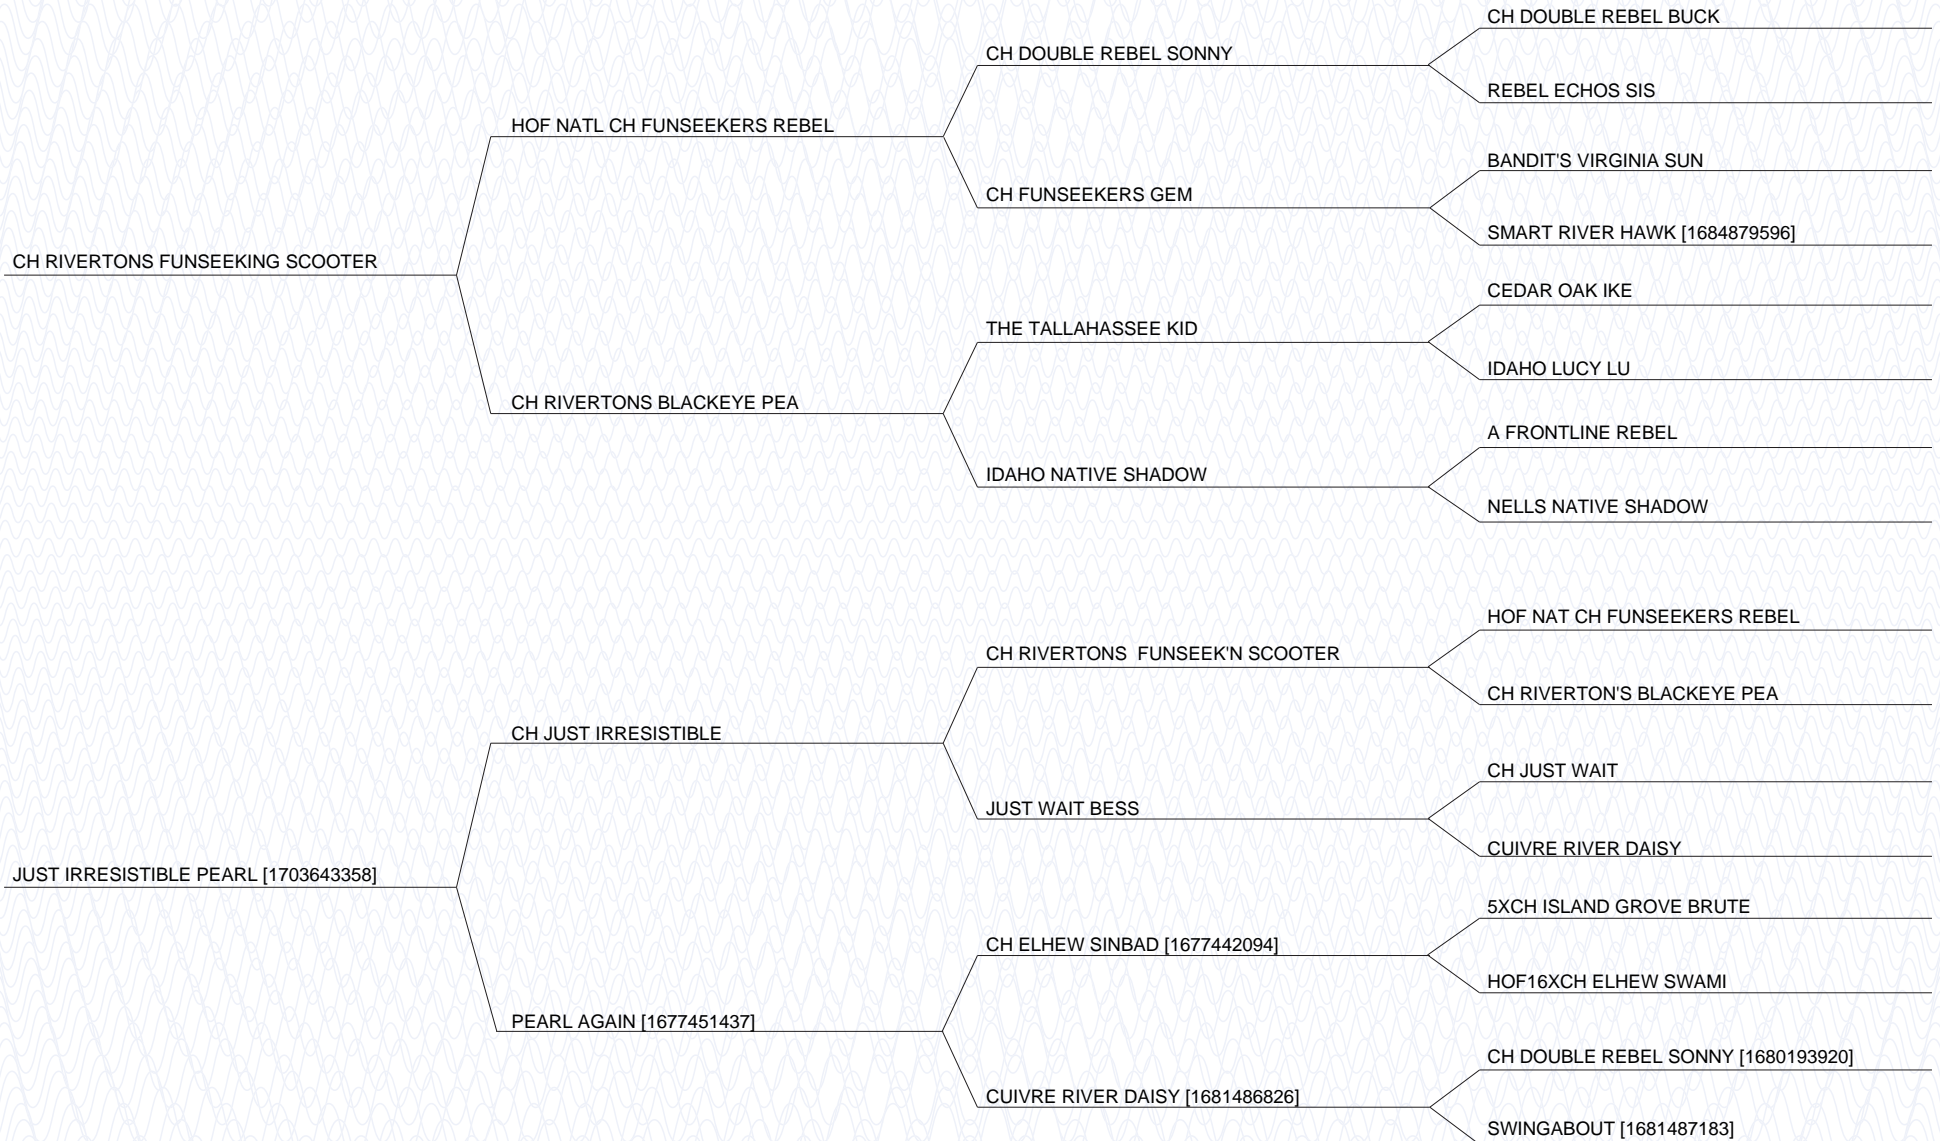 CH DOUBLE REBEL BUCK
CH DOUBLE REBEL SONNY
REBEL ECHOS SIS
HOF NATL CH FUNSEEKERS REBEL
BANDIT'S VIRGINIA SUN
CH FUNSEEKERS GEM
SMART RIVER HAWK [1684879596]
CH RIVERTONS FUNSEEKING SCOOTER
CEDAR OAK IKE
THE TALLAHASSEE KID
IDAHO LUCY LU
CH RIVERTONS BLACKEYE PEA
A FRONTLINE REBEL
IDAHO NATIVE SHADOW
NELLS NATIVE SHADOW
HOF NAT CH FUNSEEKERS REBEL
CH RIVERTONS  FUNSEEK'N SCOOTER
CH RIVERTON'S BLACKEYE PEA
CH JUST IRRESISTIBLE
CH JUST WAIT
JUST WAIT BESS
CUIVRE RIVER DAISY
JUST IRRESISTIBLE PEARL [1703643358]
5XCH ISLAND GROVE BRUTE
CH ELHEW SINBAD [1677442094]
HOF16XCH ELHEW SWAMI
PEARL AGAIN [1677451437]
CH DOUBLE REBEL SONNY [1680193920]
CUIVRE RIVER DAISY [1681486826]
SWINGABOUT [1681487183]